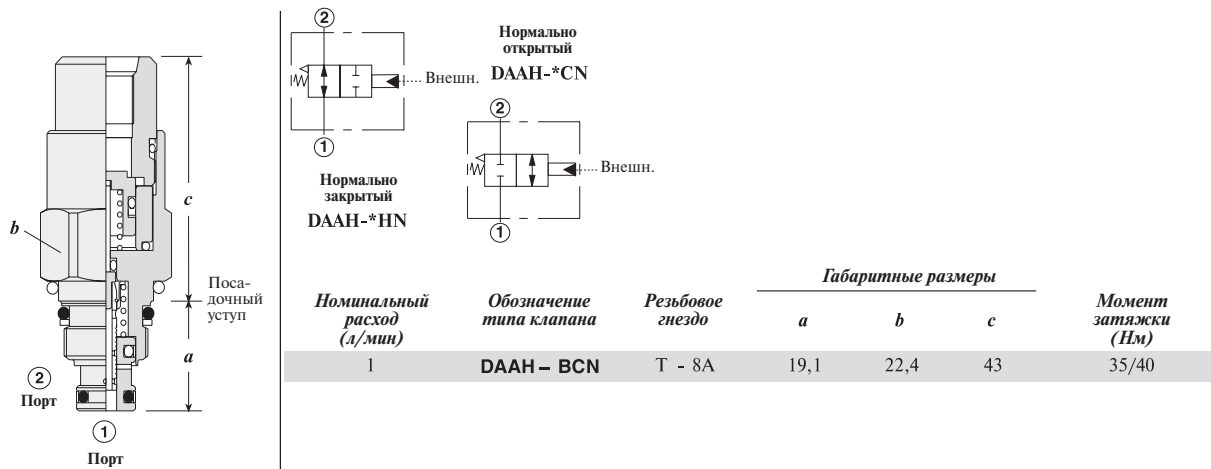 b
c
Поса-
дочный
уступ
a
②
Порт
①
Порт
②
Внешн.
①
Нормально
открытый
DAAH-*CN
Нормально
закрытый
DAAH-*HN
②
Внешн.
①
Габаритные размеры
Номинальный
расход
(л/мин)
Обозначение
типа клапана
Резьбовое
гнездо
a
b
c
Момент
затяжки
(Нм)
1 DAAH – BCN T - 8A 19,1 22,4 43 35/40